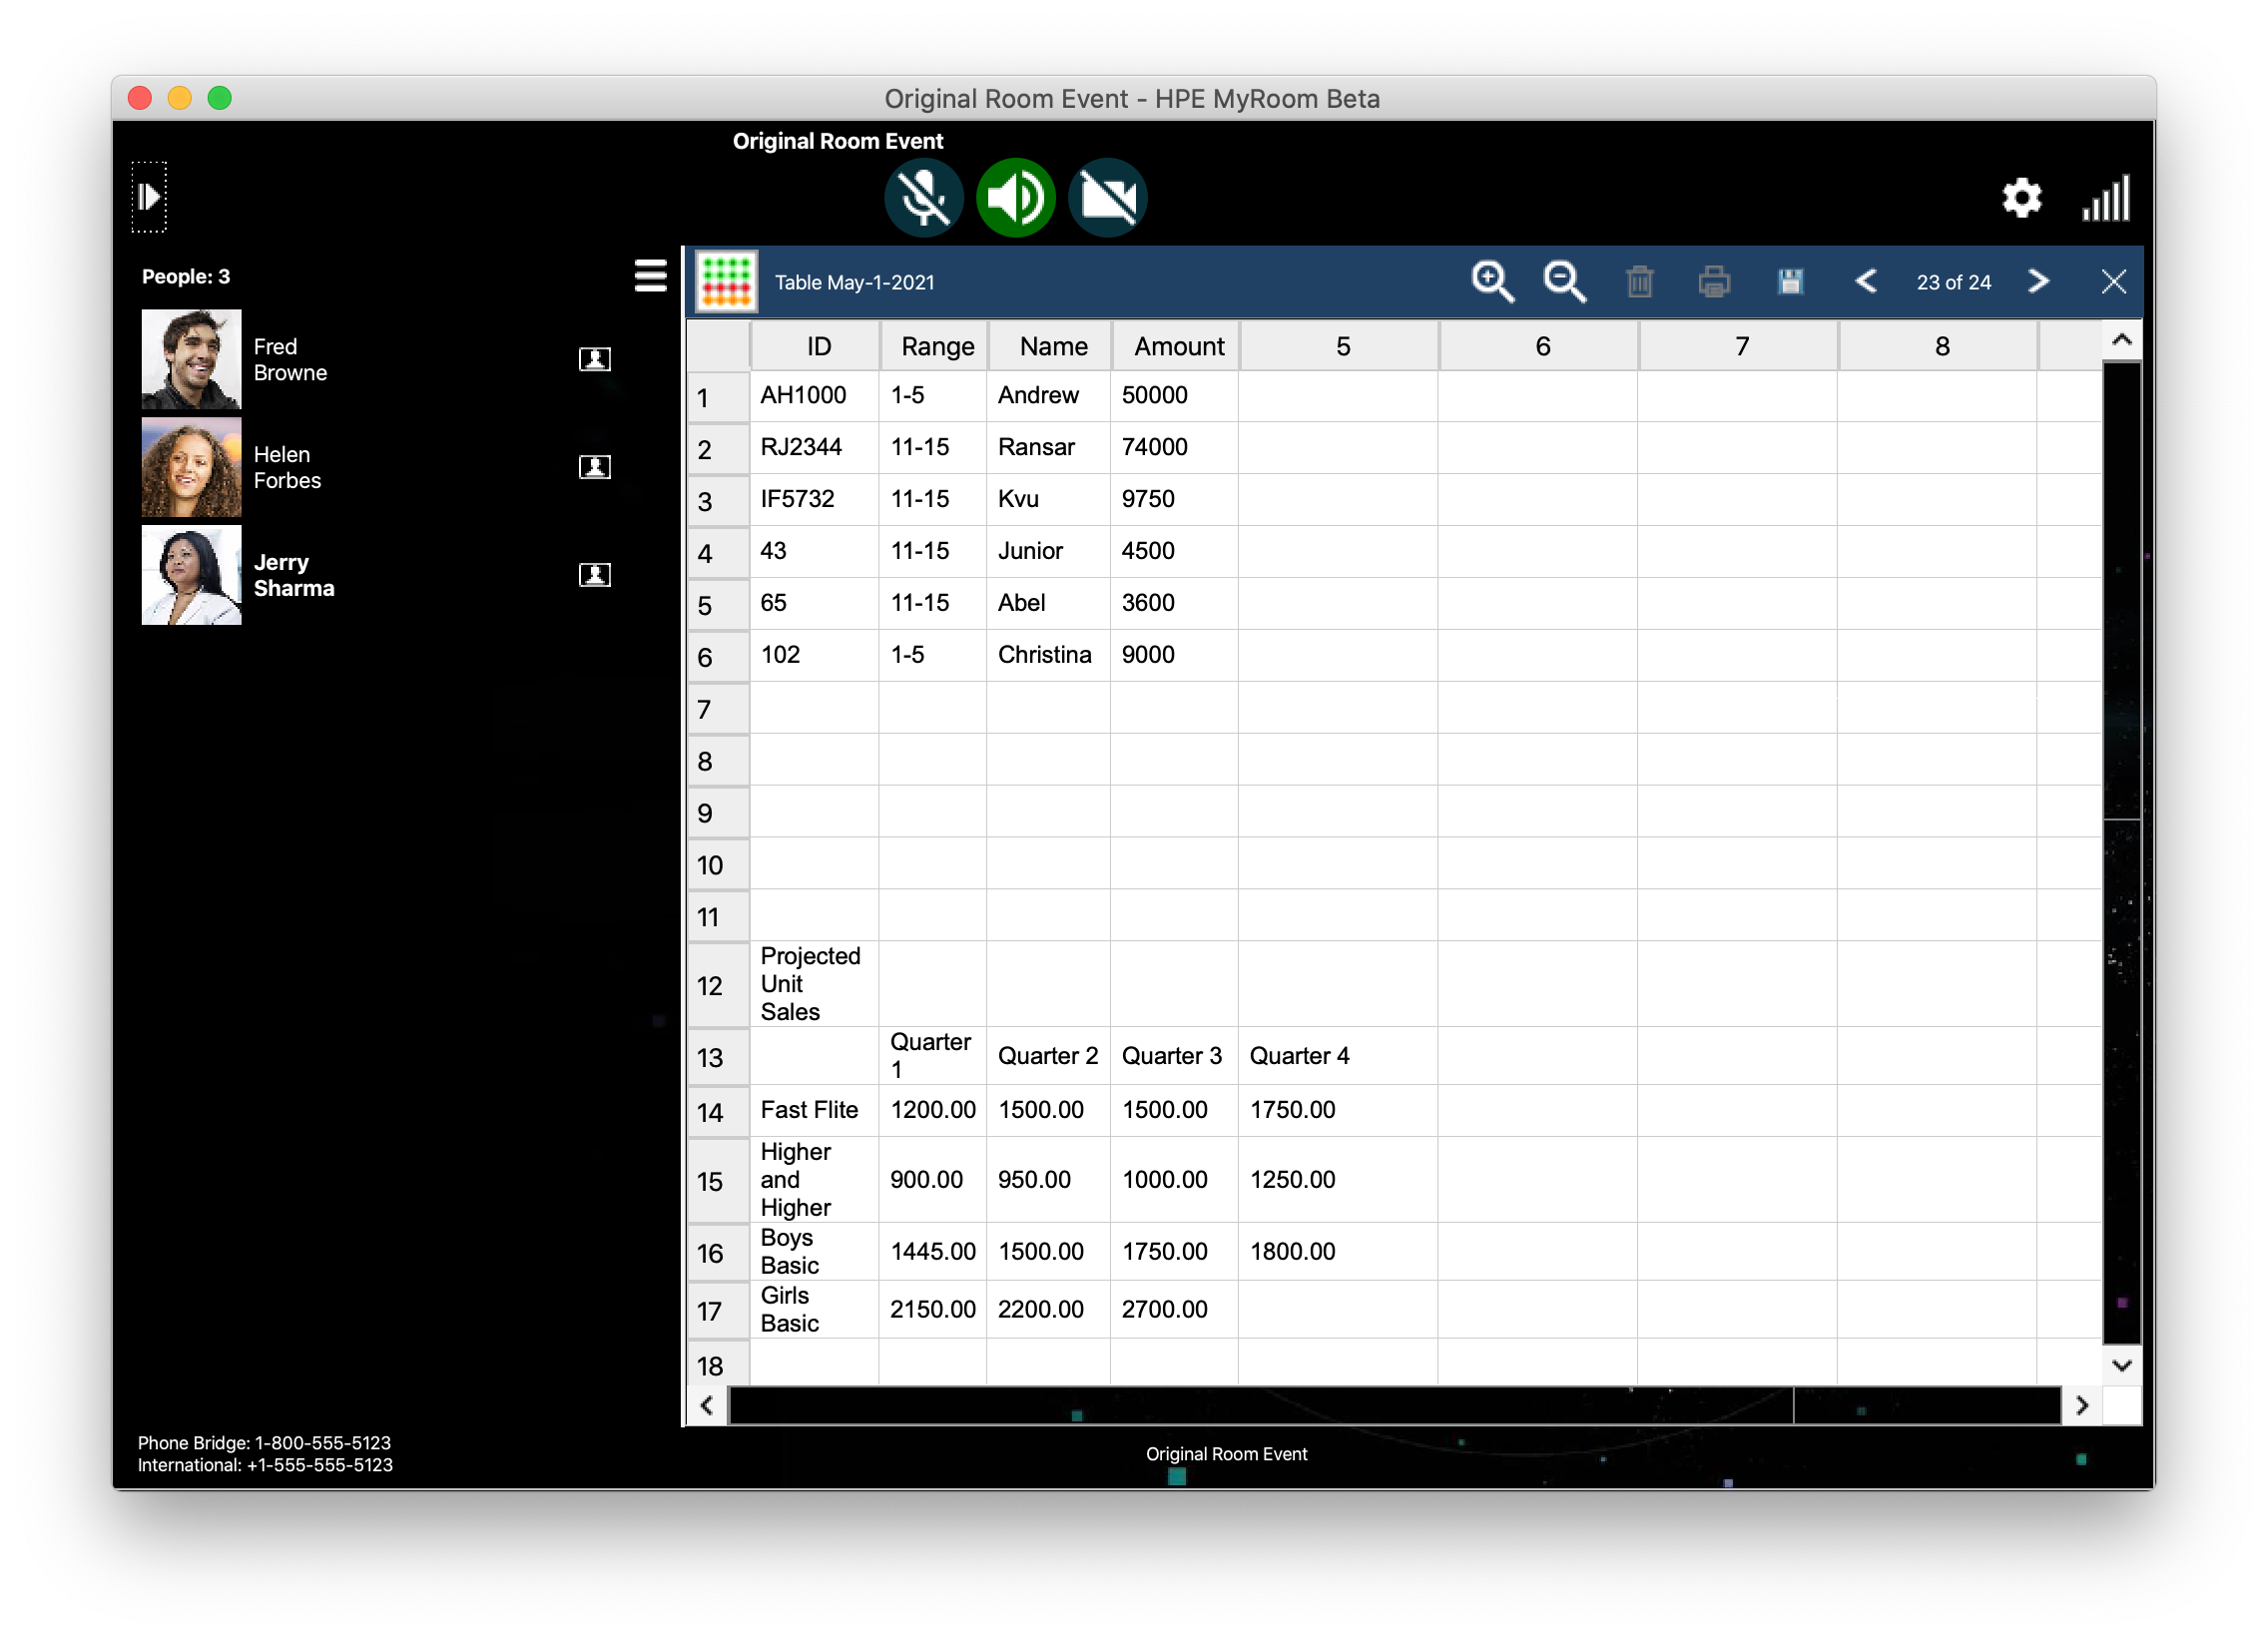 Original Room Event - HPE MyRoom Beta
Original Room Event
People: 3
Fred
Browne
Helen
Forbes
Jerry
Sharma
Table May-1-2021
23 of 24
ID Range Name Amount 5 6 7 8
1 AH1000 1-5 Andrew 50000
2 RJ2344 11-15 Ransar 74000
3 IF5732 11-15 Kvu 9750
4 43 11-15 Junior 4500
5 65 11-15 Abel 3600
6 102 1-5 Christina 9000
7
8
9
10
11
12 Projected
Unit
Sales
13 Quarter
1 Quarter 2 Quarter 3 Quarter 4
14 Fast Flite 1200.00 1500.00 1500.00 1750.00
15 Higher
and
Higher 900.00 950.00 1000.00 1250.00
16 Boys
Basic 1445.00 1500.00 1750.00 1800.00
17 Girls
Basic 2150.00 2200.00 2700.00
18
Phone Bridge: 1-800-555-5123
International: +1-555-555-5123
Original Room Event